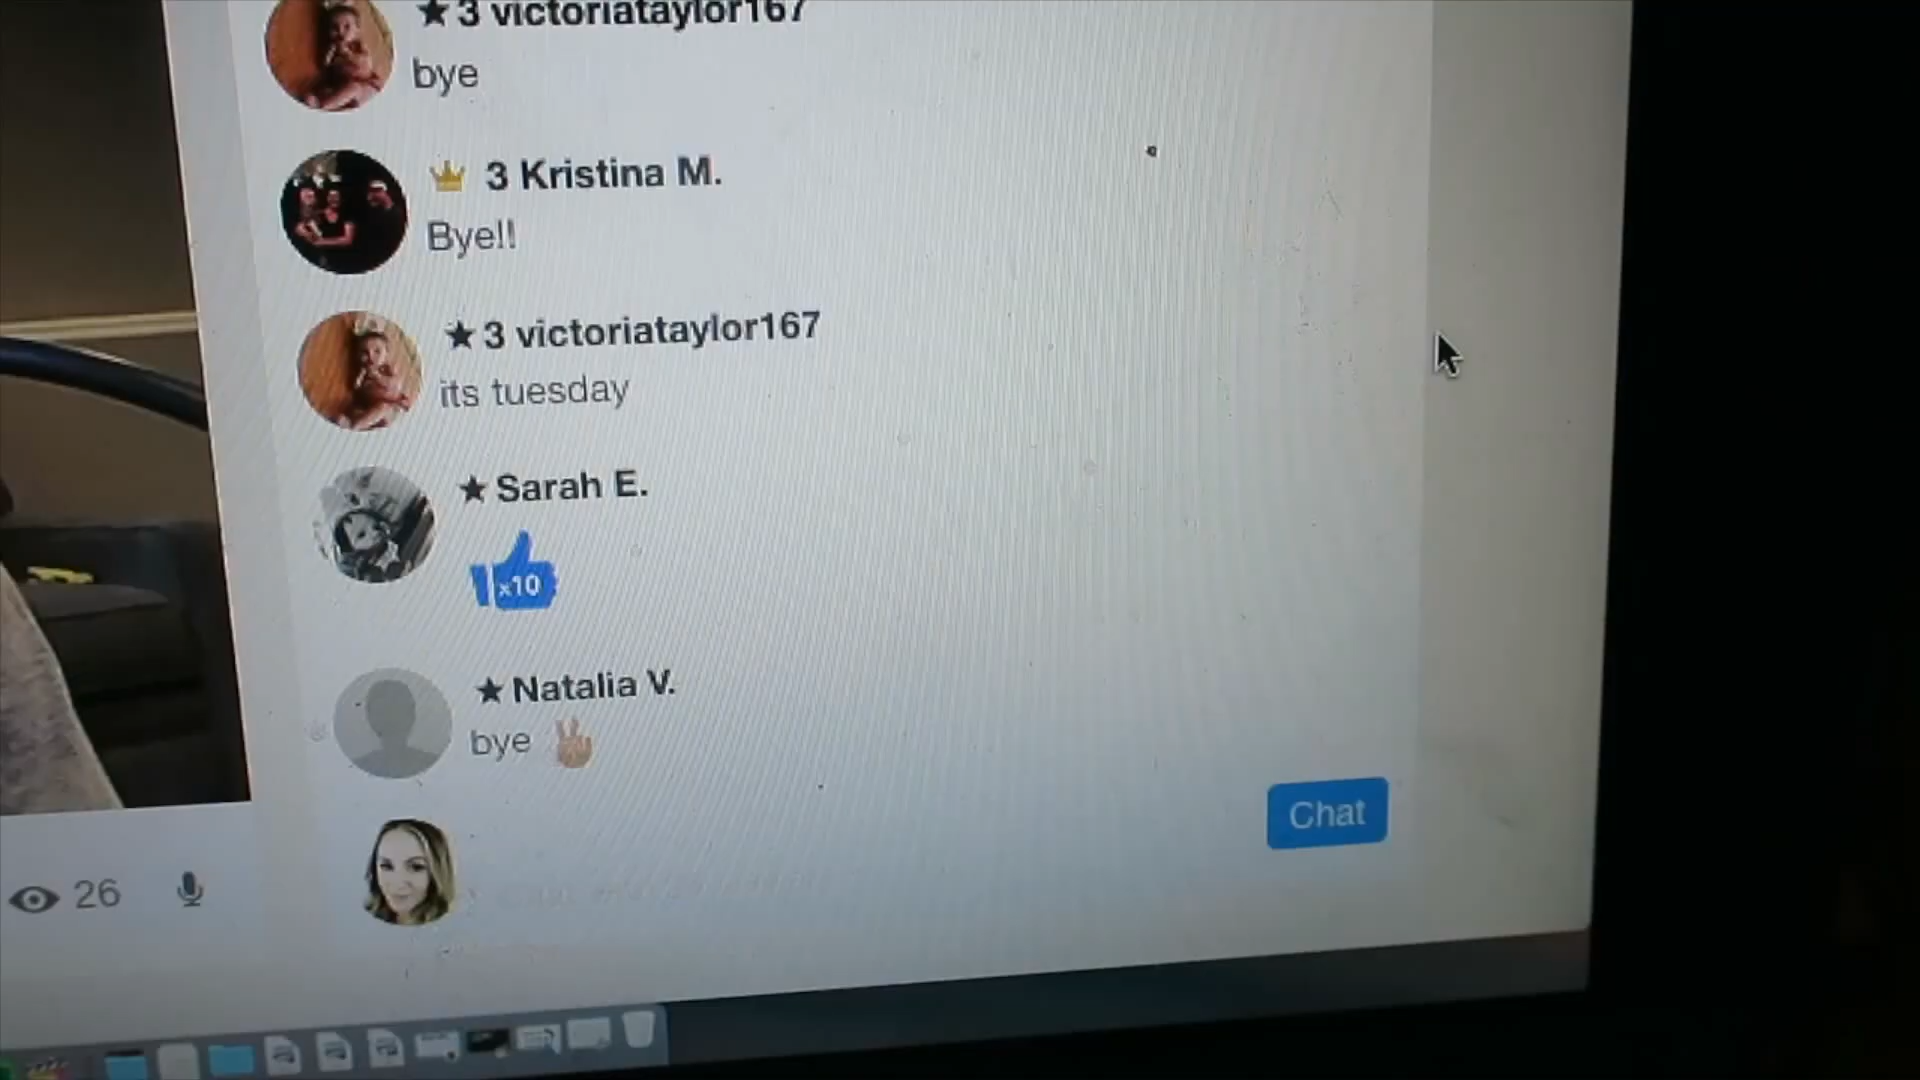 ★ 3 victoriataylor167
bye
3 Kristina M.
Bye!!
★ 3 victoriataylor167
its tuesday
★ Sarah E.
x10
★ Natalia V.
bye ✌🏼
Chat
26